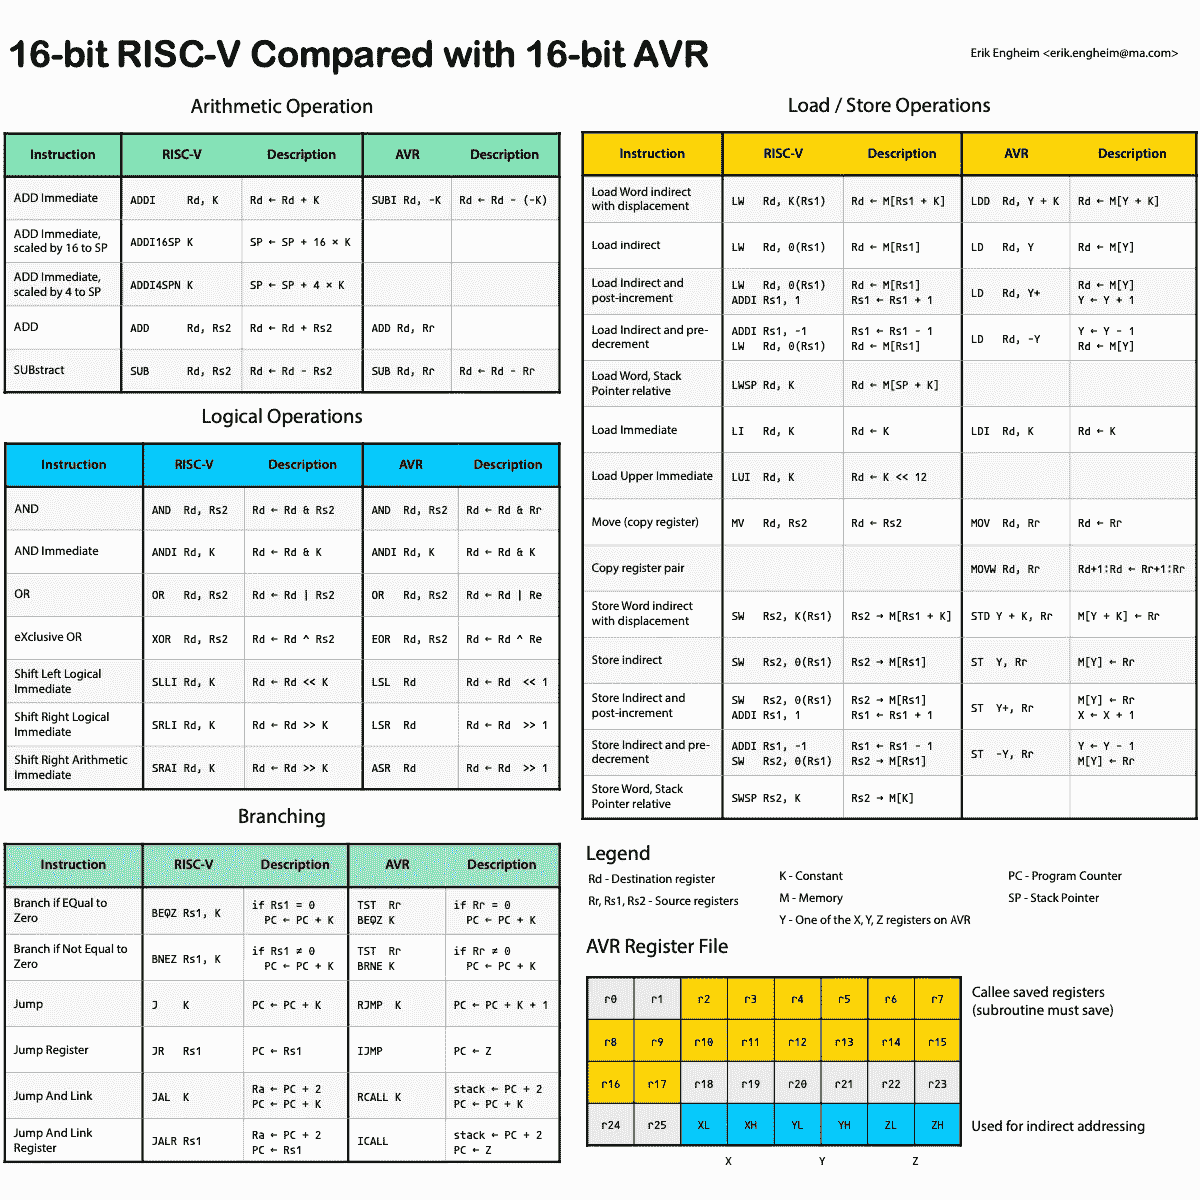 16-bit RISC-V Compared with 16-bit AVR
Erik Engheim <erik.engheim@ma.com>
Arithmetic Operation
Instruction RISC-V Description AVR Description
ADD Immediate ADDI Rd, K Rd ← Rd + K SUBI Rd, -K Rd ← Rd - (-K)
ADD Immediate,
scaled by 16 to SP ADDI16SP K SP ← SP + 16 × K
ADD Immediate,
scaled by 4 to SP ADDI4SPN K SP ← SP + 4 × K
ADD ADD Rd, Rs2 Rd ← Rd + Rs2 ADD Rd, Rr
SUBstract SUB Rd, Rs2 Rd ← Rd - Rs2 SUB Rd, Rr Rd ← Rd - Rr
Logical Operations
Instruction RISC-V Description AVR Description
AND AND Rd, Rs2 Rd ← Rd & Rs2 AND Rd, Rs2 Rd ← Rd & Rr
AND Immediate ANDI Rd, K Rd ← Rd & K ANDI Rd, K Rd ← Rd & K
OR OR Rd, Rs2 Rd ← Rd | Rs2 OR Rd, Rs2 Rd ← Rd | Re
eXclusive OR XOR Rd, Rs2 Rd ← Rd ^ Rs2 EOR Rd, Rs2 Rd ← Rd ^ Re
Shift Left Logical
Immediate SLLI Rd, K Rd ← Rd << K LSL Rd Rd ← Rd << 1
Shift Right Logical
Immediate SRLI Rd, K Rd ← Rd >> K LSR Rd Rd ← Rd >> 1
Shift Right Arithmetic
Immediate SRAI Rd, K Rd ← Rd >> K ASR Rd Rd ← Rd >> 1
Branching
Instruction RISC-V Description AVR Description
Branch if EQual to if Rs1 = 0 TST Rr if Rr = 0
Zero BEQZ Rs1, K PC ← PC + K BEQZ K PC ← PC + K
Branch if Not Equal to if Rs1 ≠ 0 TST Rr if Rr ≠ 0
Zero BNEZ Rs1, K PC ← PC + K BRNE K PC ← PC + K
Jump J K PC ← PC + K RJMP K PC ← PC + K + 1
Jump Register JR Rs1 PC ← Rs1 IJMP PC ← Z
Jump And Link JAL K Ra ← PC + 2 RCALL K stack ← PC + 2
PC ← PC + K PC ← PC + K
Jump And Link Ra ← PC + 2 stack ← PC + 2
Register JALR Rs1 PC ← Rs1 ICALL PC ← Z
Load / Store Operations
Instruction RISC-V Description AVR Description
Load Word indirect
with displacement LW Rd, K(Rs1) Rd ← M[Rs1 + K] LDD Rd, Y + K Rd ← M[Y + K]
Load indirect LW Rd, 0(Rs1) Rd ← M[Rs1] LD Rd, Y Rd ← M[Y]
Load Indirect and LW Rd, 0(Rs1) Rd ← M[Rs1] LD Rd, Y+ Rd ← M[Y]
post-increment ADDI Rs1, 1 Rs1 ← Rs1 + 1 Y ← Y + 1
Load Indirect and pre- ADDI Rs1, -1 Rs1 ← Rs1 - 1 LD Rd, -Y Y ← Y - 1
decrement LW Rd, 0(Rs1) Rd ← M[Rs1] Rd ← M[Y]
Load Word, Stack
Pointer relative LWSP Rd, K Rd ← M[SP + K]
Load Immediate LI Rd, K Rd ← K LDI Rd, K Rd ← K
Load Upper Immediate LUI Rd, K Rd ← K << 12
Move (copy register) MV Rd, Rs2 Rd ← Rs2 MOV Rd, Rr Rd ← Rr
Copy register pair MOVW Rd, Rr Rd+1:Rd ← Rr+1:Rr
Store Word indirect
with displacement SW Rs2, K(Rs1) Rs2 → M[Rs1 + K] STD Y + K, Rr M[Y + K] ← Rr
Store indirect SW Rs2, 0(Rs1) Rs2 → M[Rs1] ST Y, Rr M[Y] ← Rr
Store Indirect and SW Rs2, 0(Rs1) Rs2 → M[Rs1] ST Y+, Rr M[Y] ← Rr
post-increment ADDI Rs1, 1 Rs1 ← Rs1 + 1 X ← X + 1
Store Indirect and pre- ADDI Rs1, -1 Rs1 ← Rs1 - 1 ST -Y, Rr Y ← Y - 1
decrement SW Rs2, 0(Rs1) Rs2 → M[Rs1] M[Y] ← Rr
Store Word, Stack
Pointer relative SWSP Rs2, K Rs2 → M[K]
Legend
Rd - Destination register K - Constant PC - Program Counter
Rr, Rs1, Rs2 - Source registers M - Memory SP - Stack Pointer
Y - One of the X, Y, Z registers on AVR
AVR Register File
r0 r1 r2 r3 r4 r5 r6 r7
Callee saved registers
(subroutine must save)
r8 r9 r10 r11 r12 r13 r14 r15
r16 r17 r18 r19 r20 r21 r22 r23
r24 r25 XL XH YL YH ZL ZH
Used for indirect addressing
X Y Z